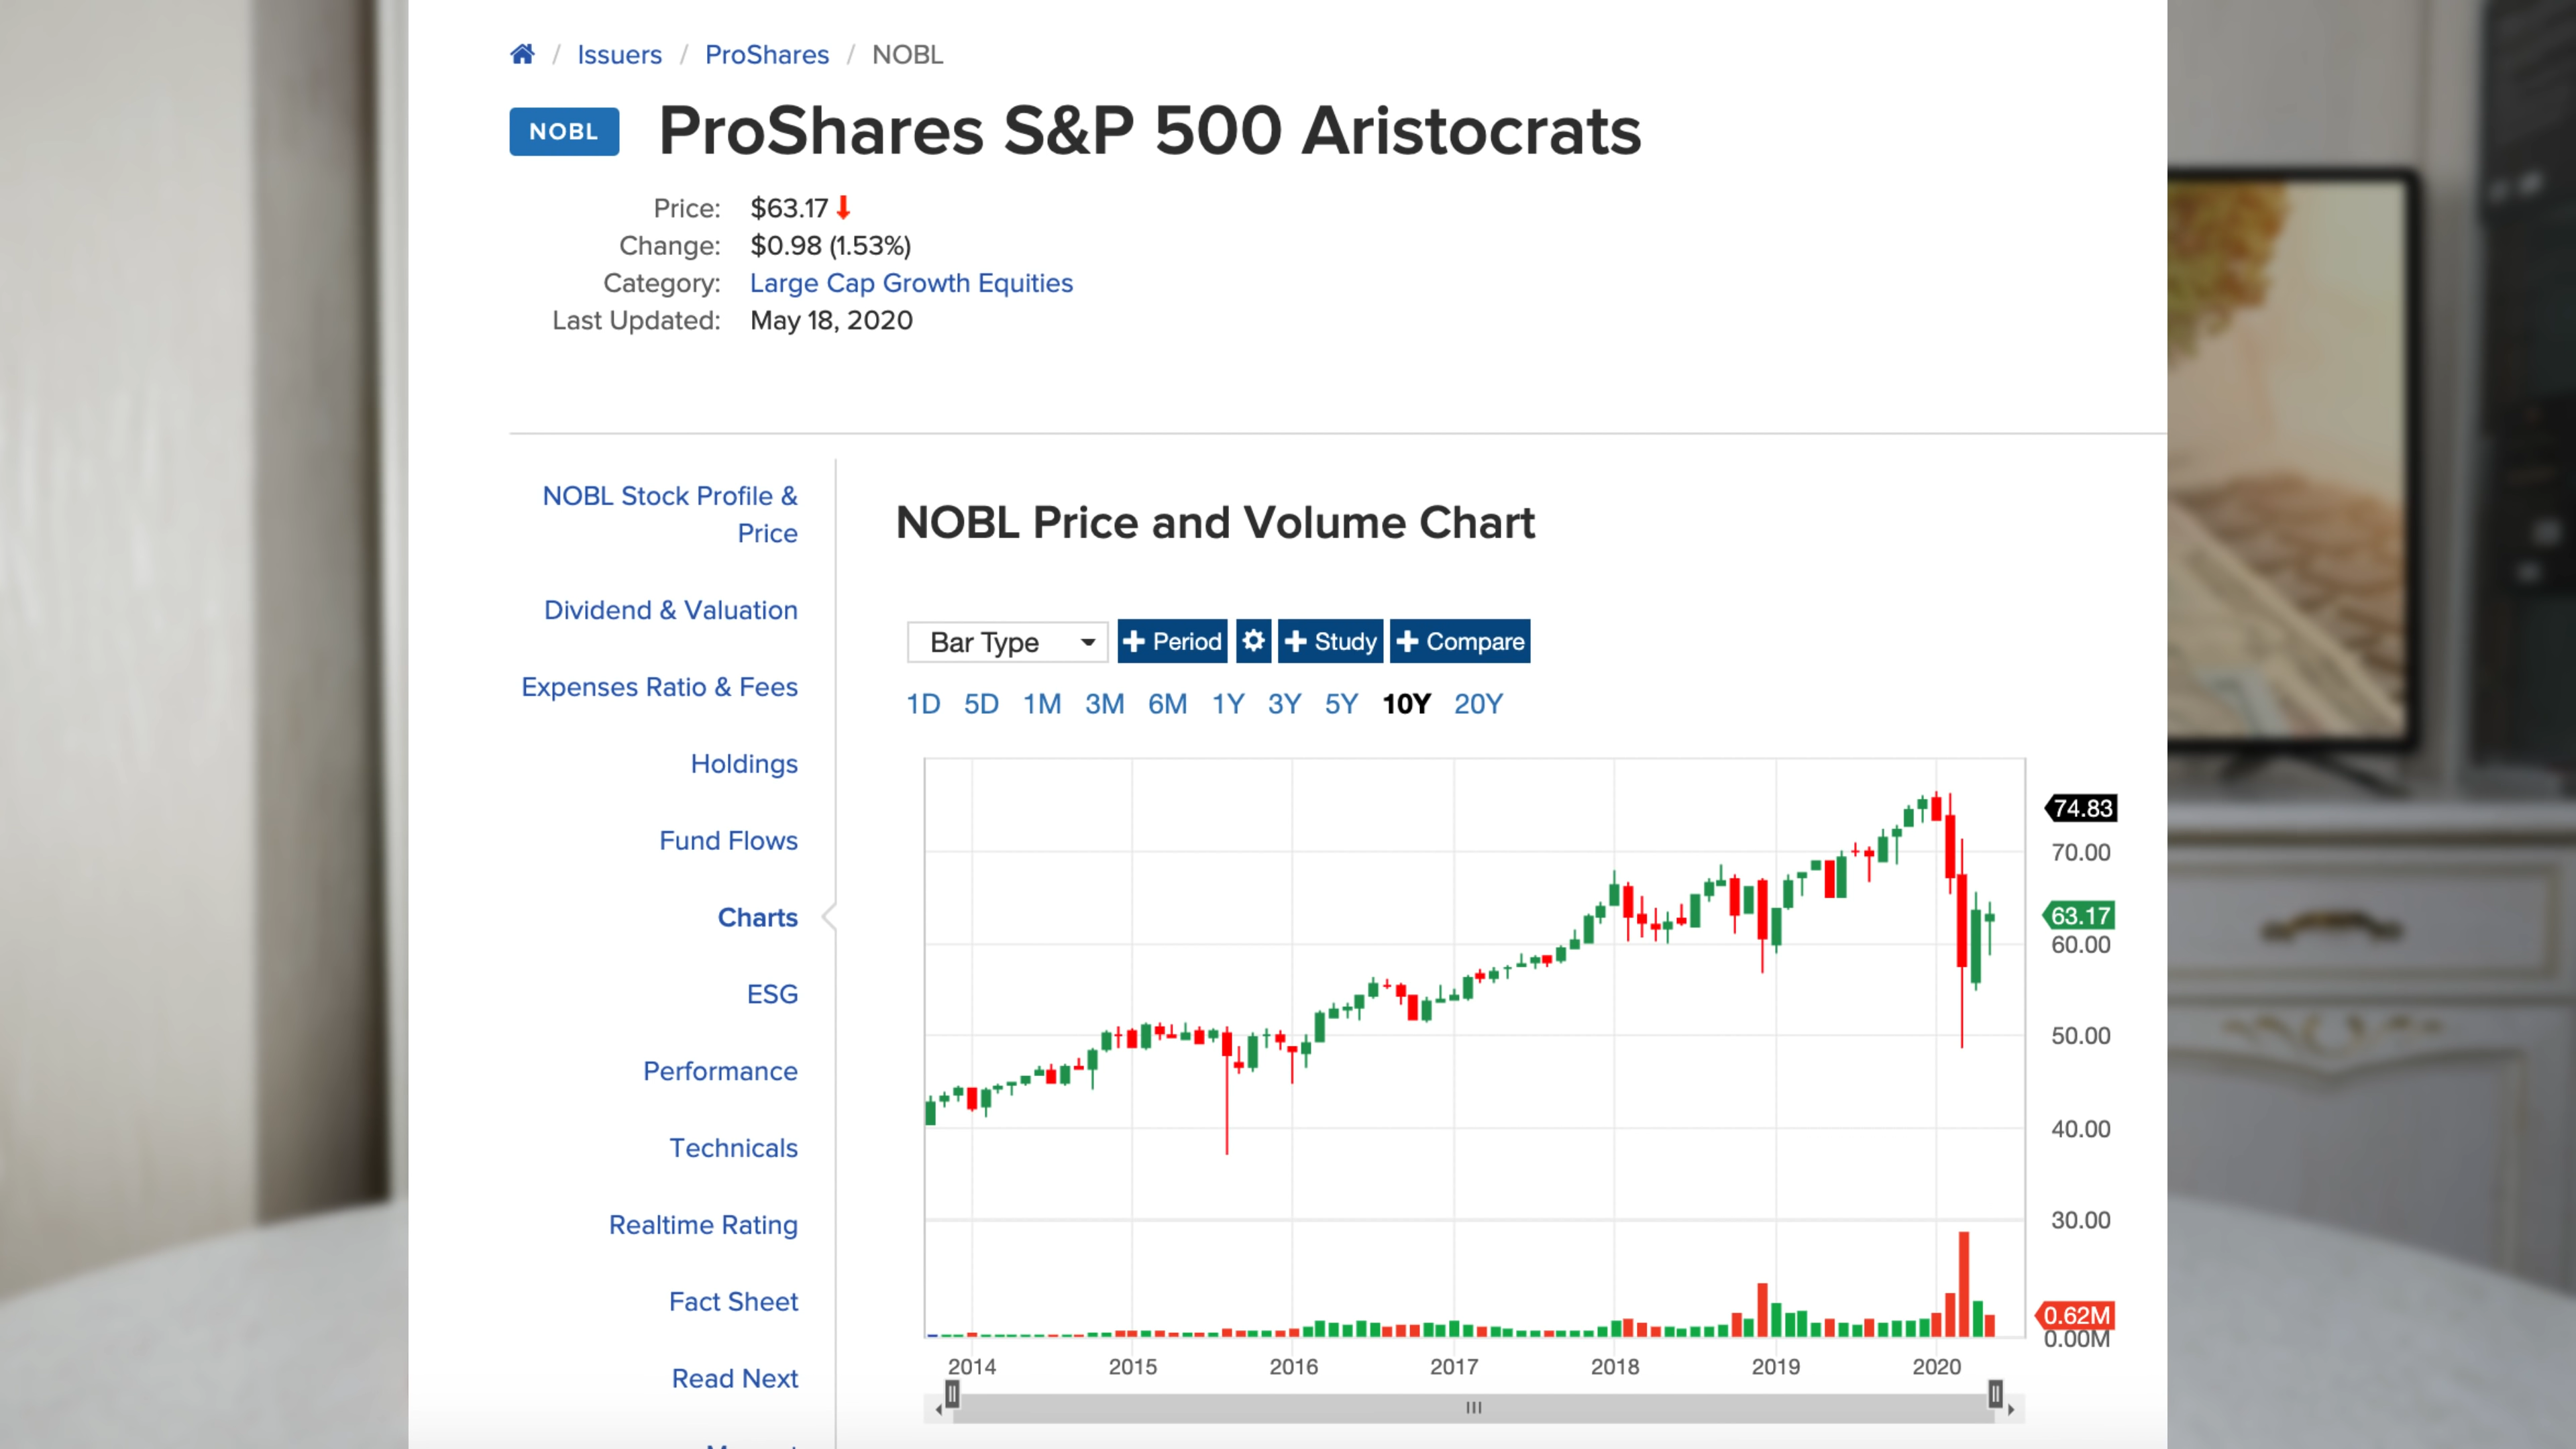 / Issuers / ProShares / NOBL
NOBL ProShares S&P 500 Aristocrats
Price: $63.17
Change: $0.98 (1.53%)
Category: Large Cap Growth Equities
Last Updated: May 18, 2020
NOBL Stock Profile &
Price
Dividend & Valuation
Expenses Ratio & Fees
Holdings
Fund Flows
Charts
ESG
Performance
Technicals
Realtime Rating
Fact Sheet
Read Next
NOBL Price and Volume Chart
Bar Type + Period + Study + Compare
1D 5D 1M 3M 6M 1Y 3Y 5Y 10Y 20Y
74.83
70.00
63.17
60.00
50.00
40.00
30.00
0.62M
0.00M
2014 2015 2016 2017 2018 2019 2020